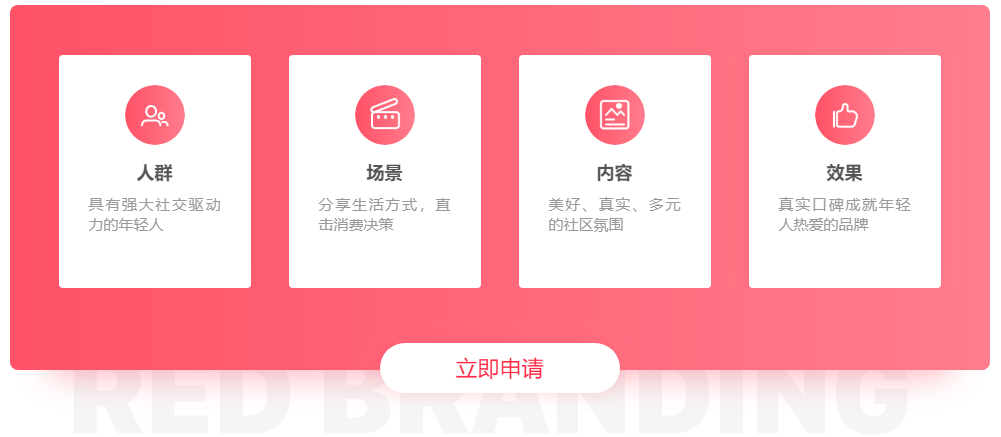 人群
具有强大社交驱动
力的年轻人
场景
分享生活方式，直
击消费决策
内容
美好、真实、多元
的社区氛围
效果
真实口碑成就年轻
人热爱的品牌
立即申请
RED BRANDING